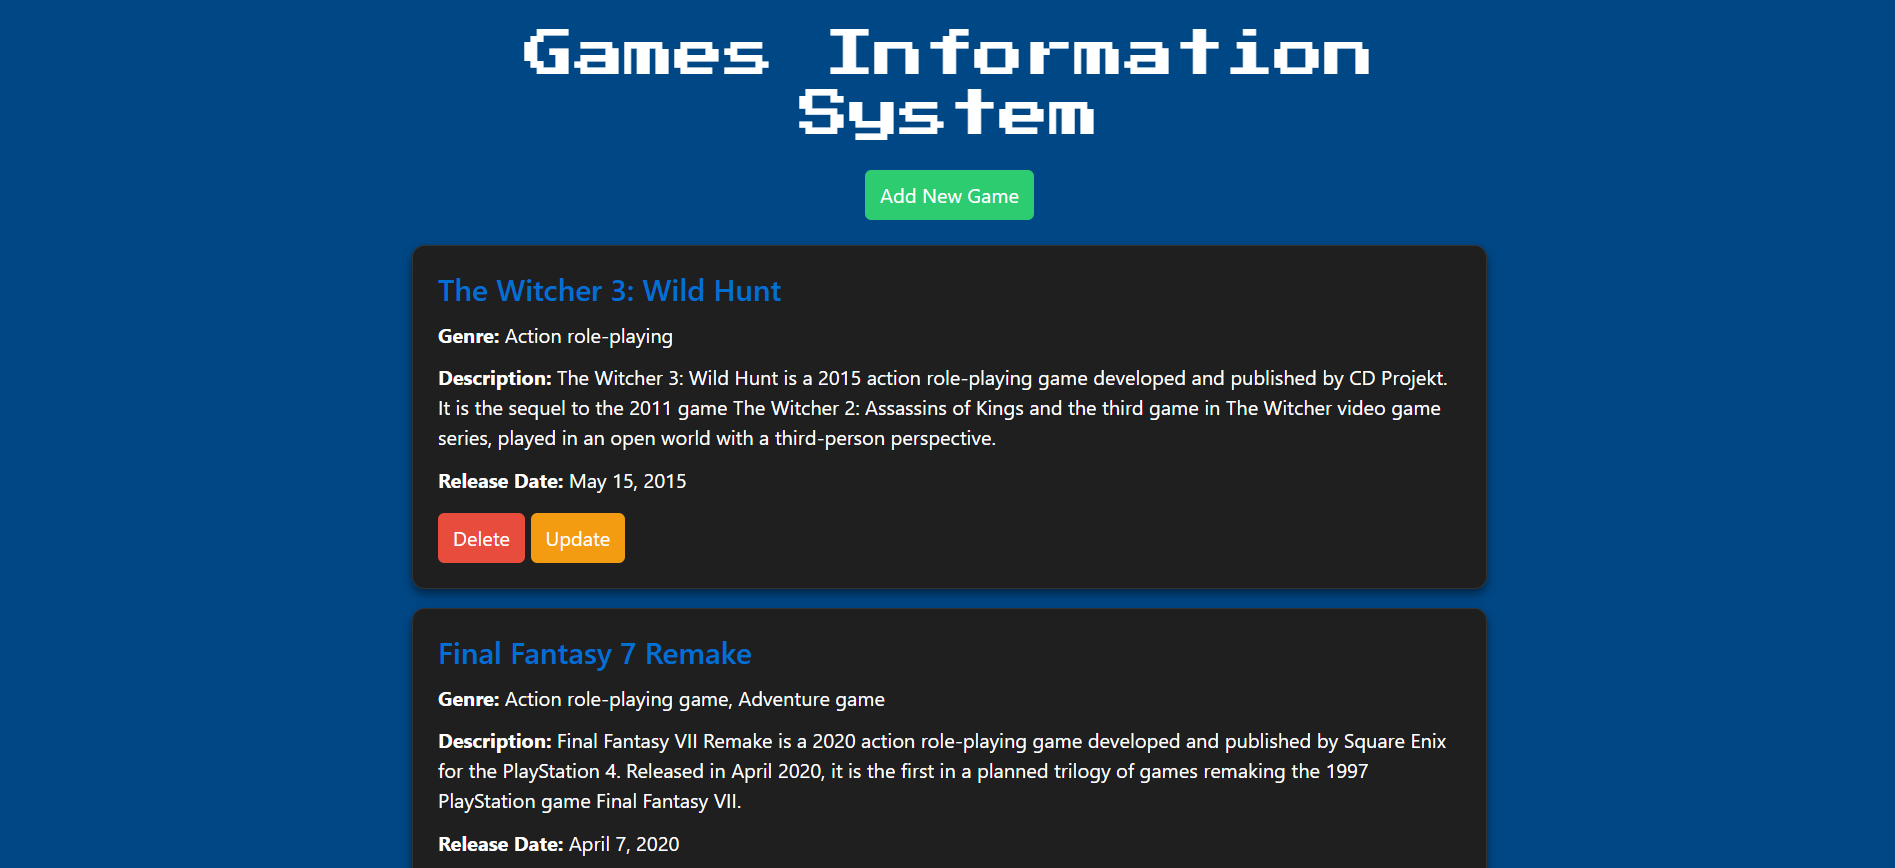 Games Information
System
Add New Game
The Witcher 3: Wild Hunt
Genre: Action role-playing
Description: The Witcher 3: Wild Hunt is a 2015 action role-playing game developed and published by CD Projekt.
It is the sequel to the 2011 game The Witcher 2: Assassins of Kings and the third game in The Witcher video game
series, played in an open world with a third-person perspective.
Release Date: May 15, 2015
Delete Update
Final Fantasy 7 Remake
Genre: Action role-playing game, Adventure game
Description: Final Fantasy VII Remake is a 2020 action role-playing game developed and published by Square Enix
for the PlayStation 4. Released in April 2020, it is the first in a planned trilogy of games remaking the 1997
PlayStation game Final Fantasy VII.
Release Date: April 7, 2020